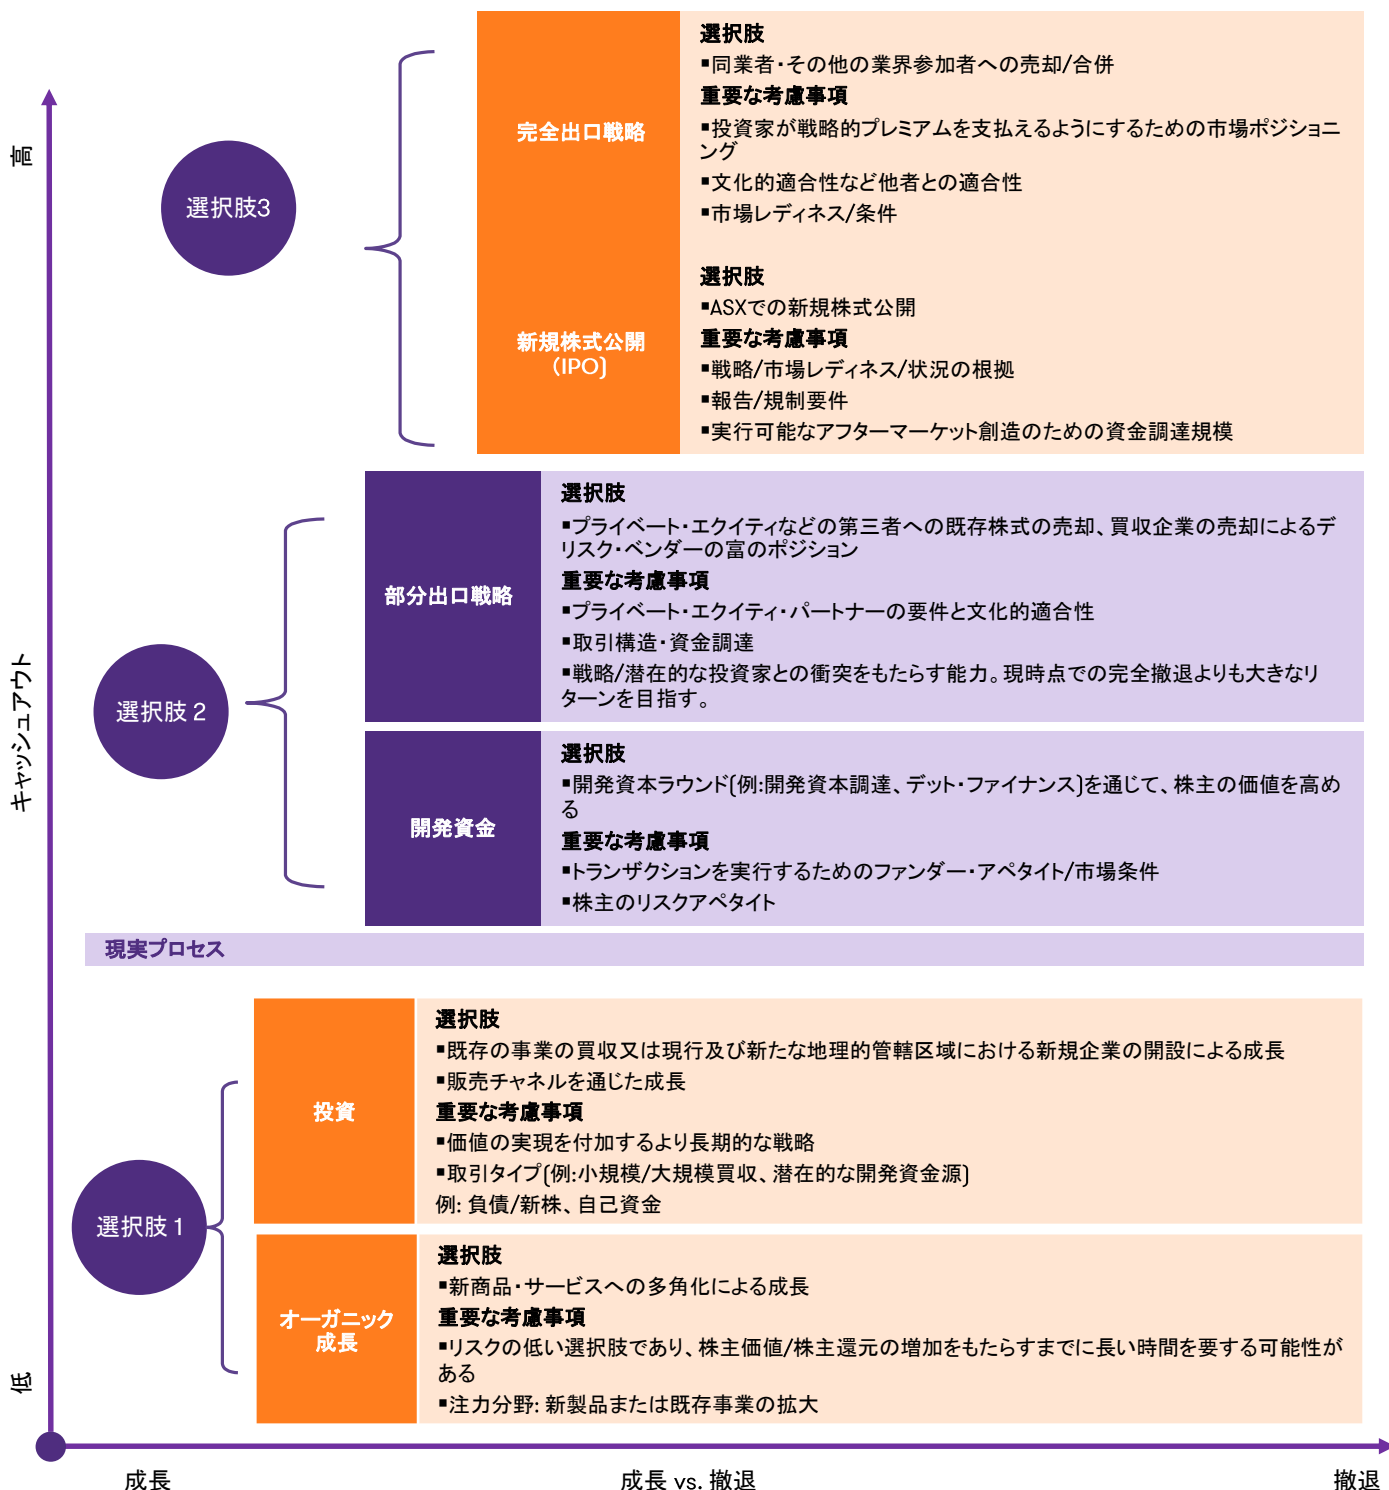 選択肢
▪同業者・その他の業界参加者への売却/合併
重要な考慮事項
▪投資家が戦略的プレミアムを支払えるようにするための市場ポジショニ
ング
▪文化的適合性など他者との適合性
▪市場レディネス/条件
完全出口戦略
選択肢
▪ASXでの新規株式公開
重要な考慮事項
▪戦略/市場レディネス/状況の根拠
▪報告/規制要件
▪実行可能なアフターマーケット創造のための資金調達規模
新規株式公開
(IPO)
選択肢3
高
選択肢
▪プライベート・エクイティなどの第三者への既存株式の売却、買収企業の売却によるデ
リスク・ベンダーの富のポジション
重要な考慮事項
▪プライベート・エクイティ・パートナーの要件と文化的適合性
▪取引構造・資金調達
▪戦略/潜在的な投資家との衝突をもたらす能力。現時点での完全撤退よりも大きなリ
ターンを目指す。
部分出口戦略
選択肢 2
キャッシュアウト
選択肢
▪開発資本ラウンド(例:開発資本調達、デット・ファイナンス)を通じて、株主の価値を高め
る
重要な考慮事項
▪トランザクションを実行するためのファンダー・アペタイト/市場条件
▪株主のリスクアペタイト
開発資金
現実プロセス
選択肢
▪既存の事業の買収又は現行及び新たな地理的管轄区域における新規企業の開設による成長
▪販売チャネルを通じた成長
重要な考慮事項
▪価値の実現を付加するより長期的な戦略
▪取引タイプ(例:小規模/大規模買収、潜在的な開発資金源)
例: 負債/新株、自己資金
投資
選択肢 1
選択肢
▪新商品・サービスへの多角化による成長
重要な考慮事項
▪リスクの低い選択肢であり、株主価値/株主還元の増加をもたらすまでに長い時間を要する可能性が
ある
▪注力分野: 新製品または既存事業の拡大
オーガニック
成長
低
成長
成長 vs. 撤退
撤退